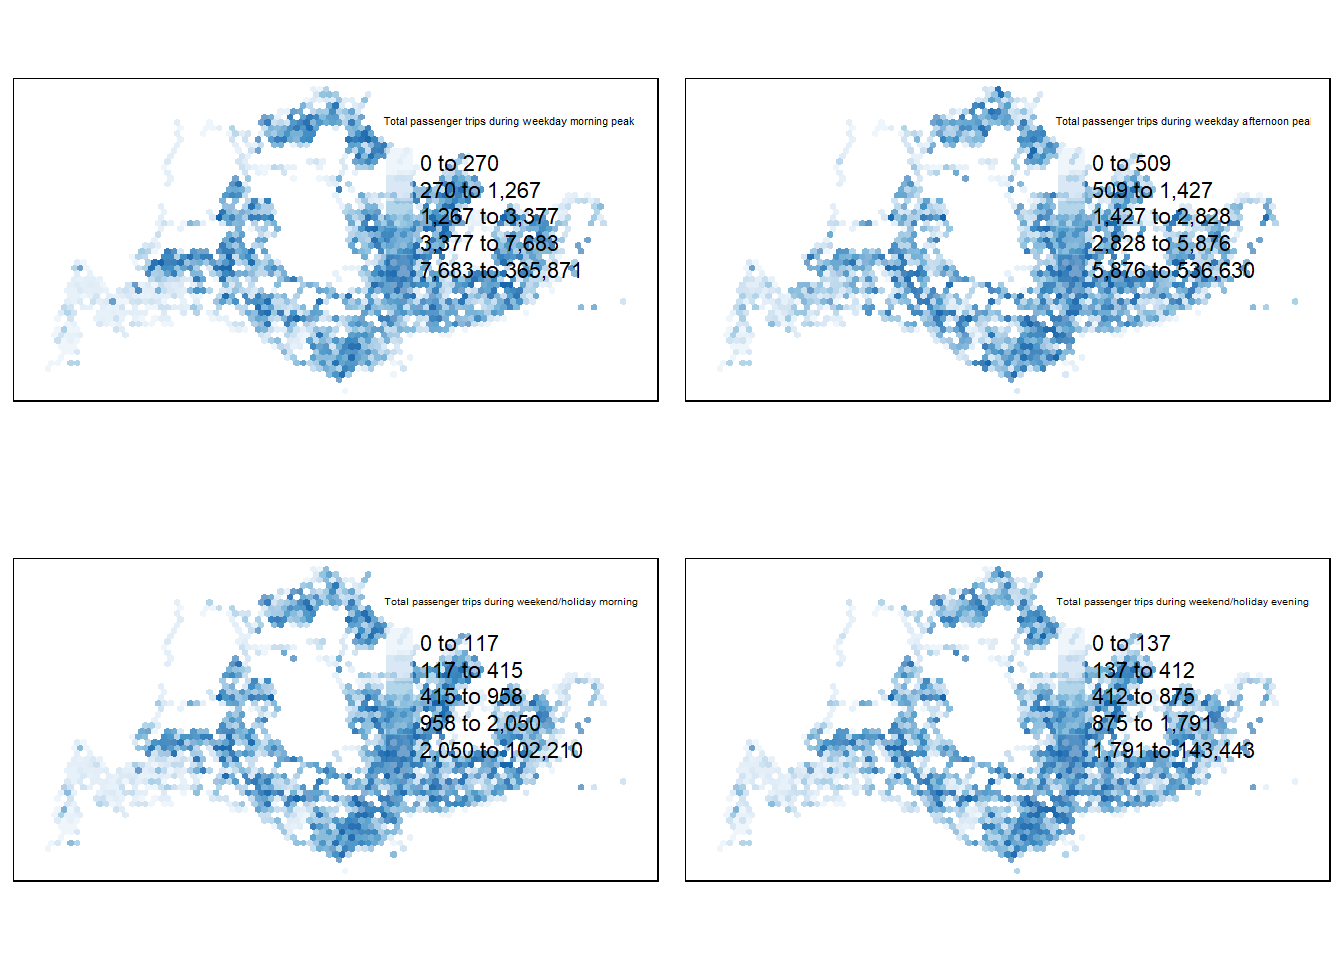 Total passenger trips during weekday morning peak
0 to 270
270 to 1,267
1,267 to 3,377
3,377 to 7,683
7,683 to 365,871
Total passenger trips during weekday afternoon pea
0 to 509
509 to 1,427
1,427 to 2,828
2,828 to 5,876
5,876 to 536,630
Total passenger trips during weekend/holiday morning
0 to 117
117 to 415
415 to 958
958 to 2,050
2,050 to 102,210
Total passenger trips during weekend/holiday evening
0 to 137
137 to 412
412 to 875
875 to 1,791
1,791 to 143,443